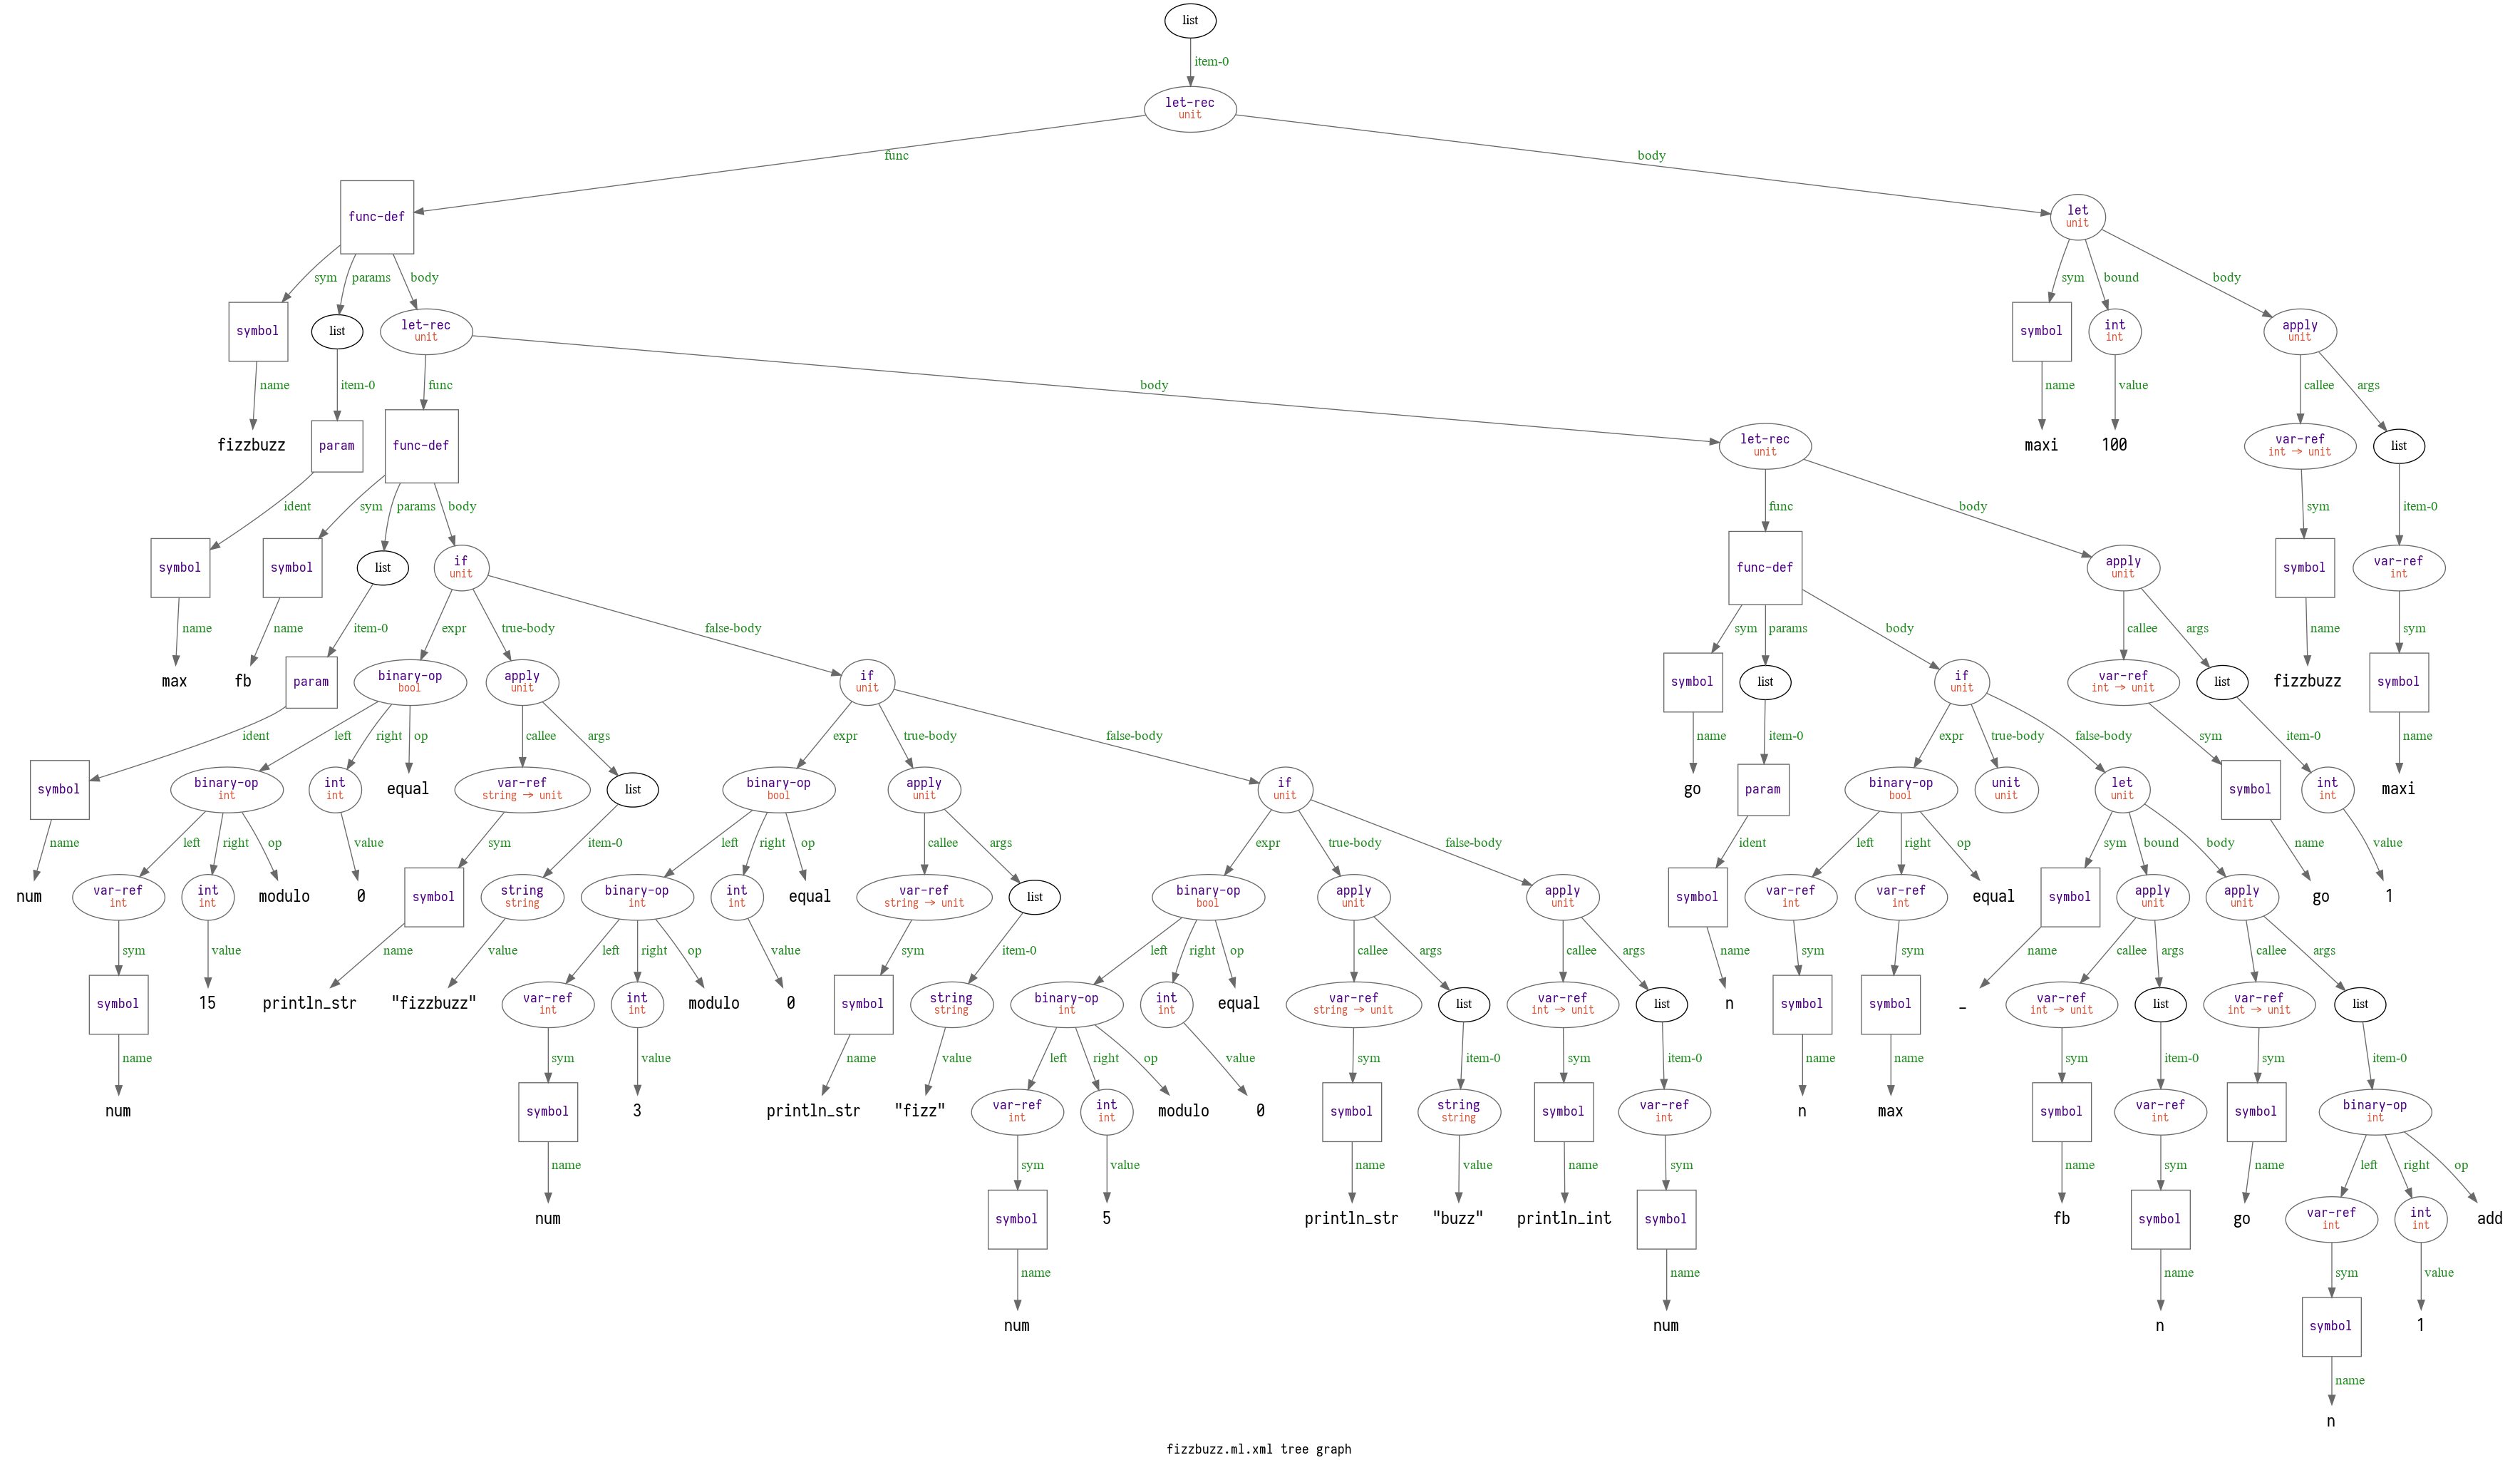 list
item-0
let-rec
unit
func
body
func-def
let
unit
sym
params
body
sym
bound
body
symbol
list
let-rec
unit
symbol
int
int
apply
unit
name
item-0
func
body
name
value
callee
args
fizzbuzz
param
func-def
let-rec
unit
maxi
100
var-ref
int → unit
list
ident
sym
params
body
func
body
sym
item-0
symbol
symbol
list
if
unit
func-def
apply
unit
symbol
var-ref
int
name
name
item-0
expr
true-body
false-body
sym
params
body
callee
args
name
sym
max
fb
param
binary-op
bool
apply
unit
if
unit
symbol
list
if
unit
var-ref
int → unit
list
fizzbuzz
symbol
ident
left
right
op
callee
args
expr
true-body
false-body
name
item-0
expr
true-body
false-body
sym
item-0
name
symbol
binary-op
int
int
int
equal
var-ref
string → unit
list
binary-op
bool
apply
unit
if
unit
go
param
binary-op
bool
unit
unit
let
unit
symbol
int
int
maxi
name
left
right
op
value
sym
item-0
left
right
op
callee
args
expr
true-body
false-body
ident
left
right
op
sym
bound
body
name
value
num
var-ref
int
int
int
modulo
0
symbol
string
string
binary-op
int
int
int
equal
var-ref
string → unit
list
binary-op
bool
apply
unit
apply
unit
symbol
var-ref
int
var-ref
int
equal
symbol
apply
unit
apply
unit
go
1
sym
value
name
value
left
right
op
value
sym
item-0
left
right
op
callee
args
callee
args
name
sym
sym
name
callee
args
callee
args
symbol
15
println_str
"fizzbuzz"
var-ref
int
int
int
modulo
0
symbol
string
string
binary-op
int
int
int
equal
var-ref
string → unit
list
var-ref
int → unit
list
n
symbol
symbol
_
var-ref
int → unit
list
var-ref
int → unit
list
name
sym
value
name
value
left
right
op
value
sym
item-0
sym
item-0
name
name
sym
item-0
sym
item-0
num
symbol
3
println_str
"fizz"
var-ref
int
int
int
modulo
0
symbol
string
string
symbol
var-ref
int
n
max
symbol
var-ref
int
symbol
binary-op
int
name
sym
value
name
value
name
sym
name
sym
name
left
right
op
num
symbol
5
println_str
"buzz"
println_int
symbol
fb
symbol
go
var-ref
int
int
int
add
name
name
name
sym
value
num
num
n
symbol
1
name
n
fizzbuzz.ml.xml tree graph